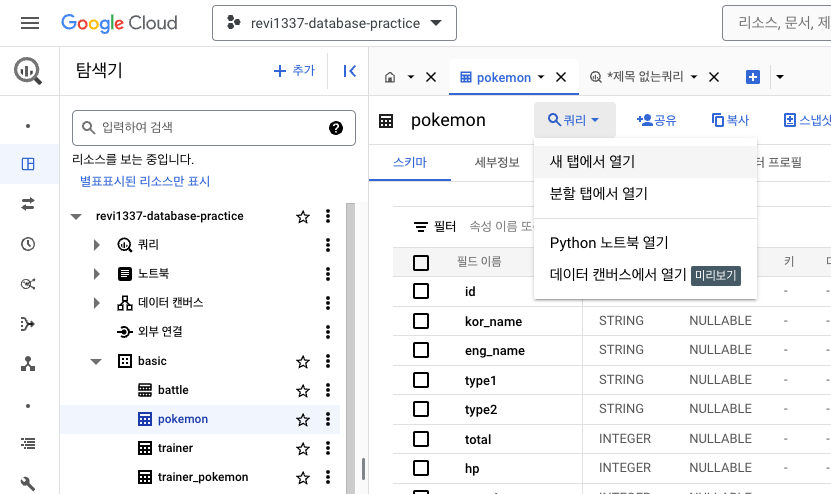 Google Cloud
revi1337-database-practice
리소스, 문서, 제
탐색기
추가
pokemon
*제목 없는쿼리
입력하여 검색
pokemon
쿼리
공유
복사
스냅샷
리소스를 보는 중입니다.
별표표시된 리소스만 표시
스키마
세부정보
터 프로필
새 탭에서 열기
분할 탭에서 열기
Python 노트북 열기
데이터 캔버스에서 열기 미리보기
revi1337-database-practice
쿼리
노트북
데이터 캔버스
외부 연결
basic
battle
pokemon
trainer
trainer_pokemon
필터 속성 이름 또
필드 이름
키
id -
kor_name STRING NULLABLE - -
eng_name STRING NULLABLE - -
type1 STRING NULLABLE - -
type2 STRING NULLABLE - -
total INTEGER NULLABLE - -
hp INTEGER NULLABLE - -